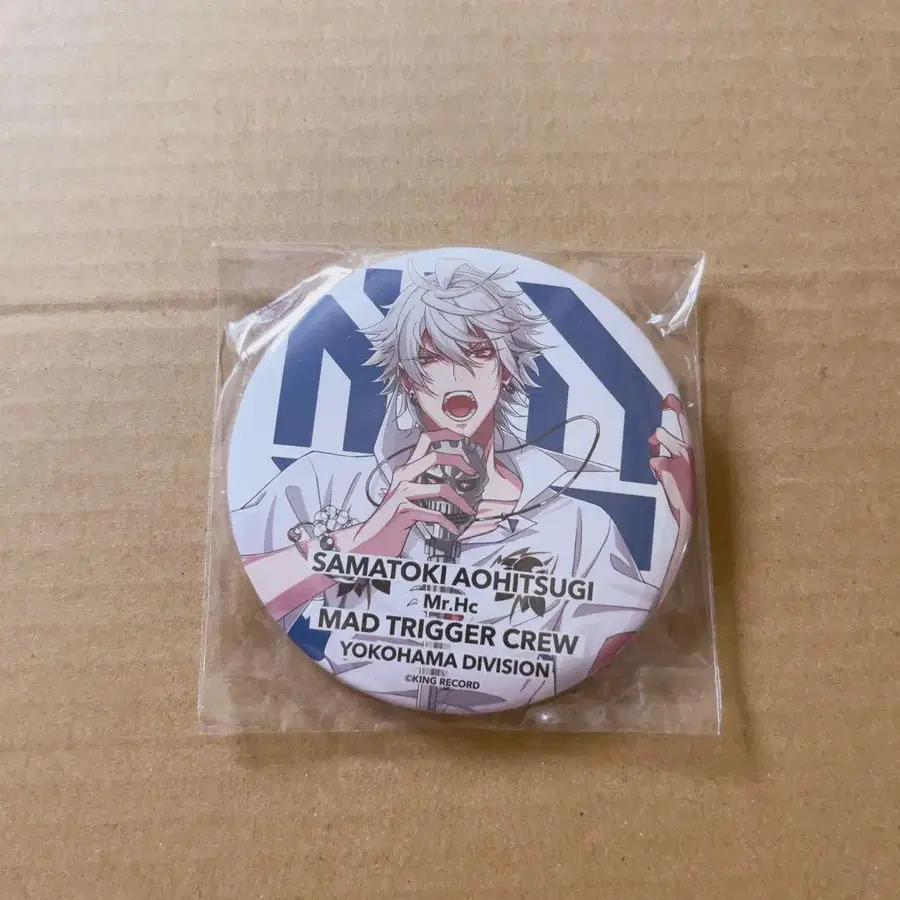 SAMATOKI AOHITSUGI
Mr.Hc
MAD TRIGGER CREW
YOKOHAMA DIVISION
©KING RECORD